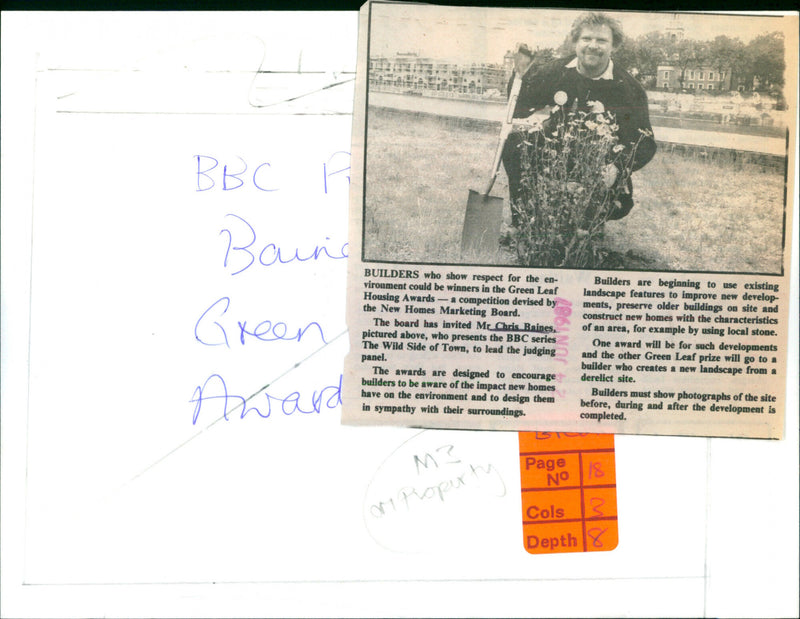 BBC
Green
Award
BUILDERS who show respect for the en-
vironment could be winners in the Green Leaf
Housing Awards — a competition devised by
the New Homes Marketing Board.
The board has invited Mr Chris Baines,
pictured above, who presents the BBC series
The Wild Side of Town, to lead the judging
panel.
The awards are designed to encourage
builders to be aware of the impact new homes
have on the environment and to design them
in sympathy with their surroundings.
24 JUN 1987
Builders are beginning to use existing
landscape features to improve new develop-
ments, preserve older buildings on site and
construct new homes with the characteristics
of an area, for example by using local stone.
One award will be for such developments
and the other Green Leaf prize will go to a
builder who creates a new landscape from a
derelict site.
Builders must show photographs of the site
before, during and after the development is
completed.
Property
Page No 18
Cols 3
Depth 8